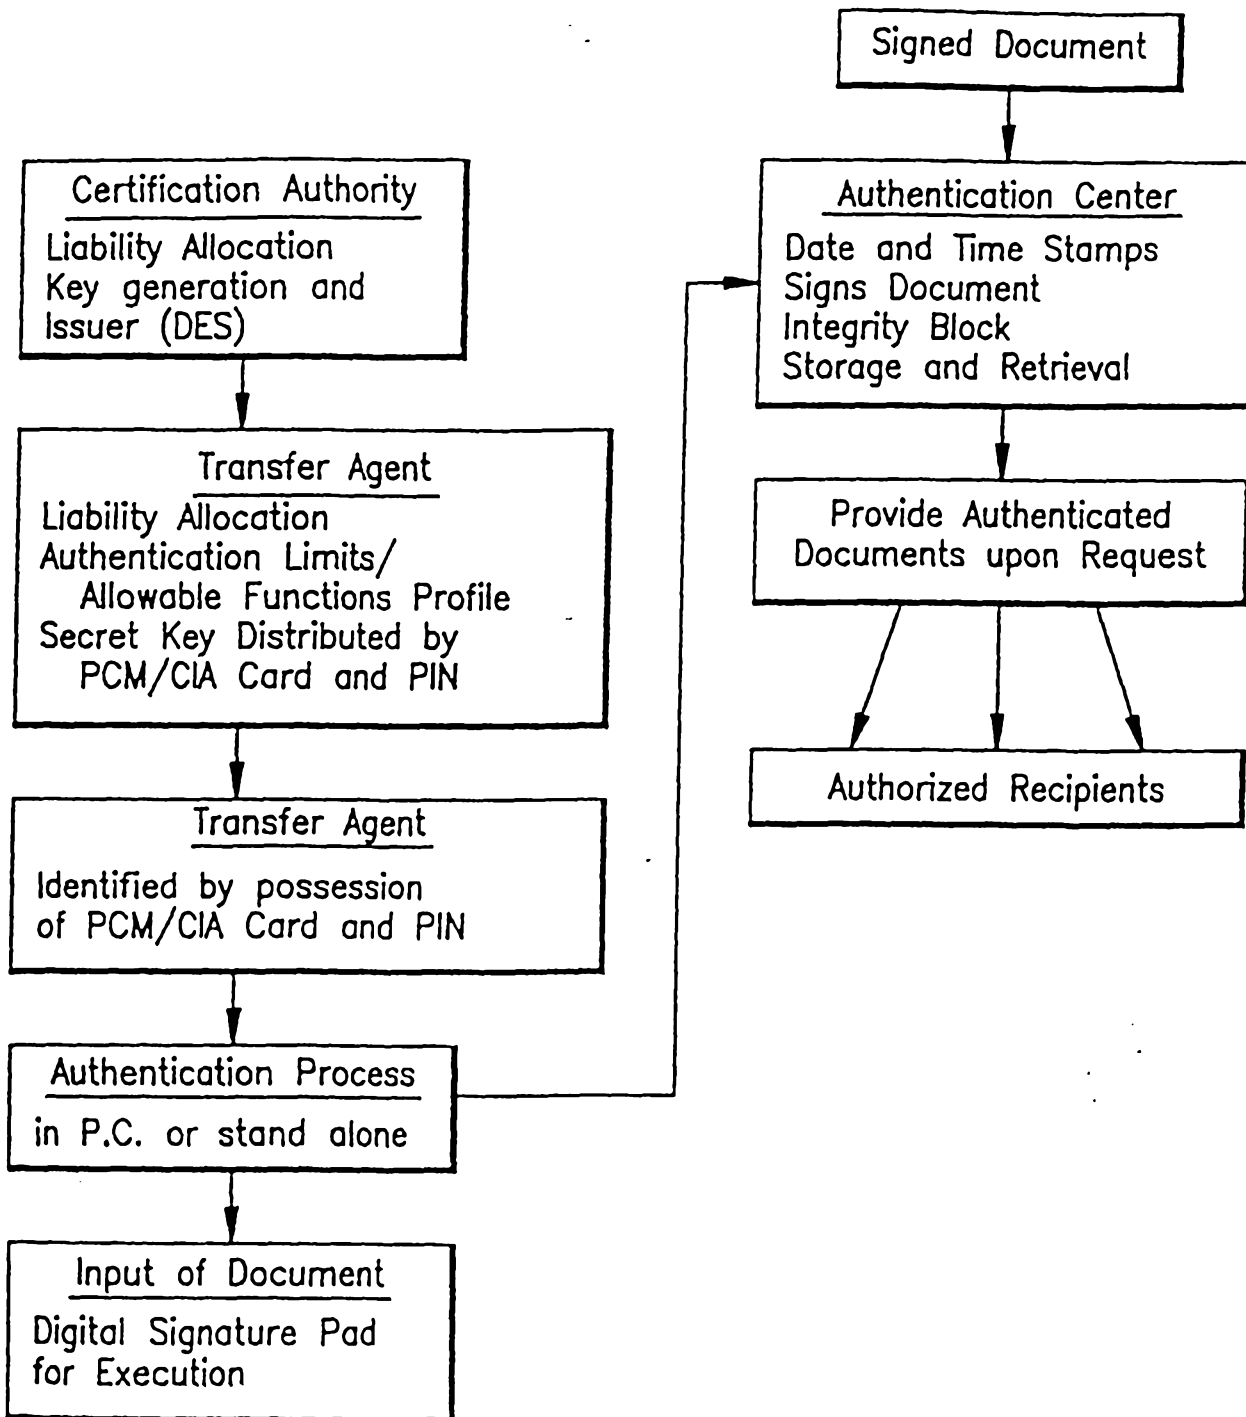 Certification Authority
Liability Allocation
Key generation and
Issuer (DES)
Transfer Agent
Liability Allocation
Authentication Limits/
Allowable Functions Profile
Secret Key Distributed by
PCM/CIA Card and PIN
Transfer Agent
Identified by possession
of PCM/CIA Card and PIN
Authentication Process
in P.C. or stand alone
Input of Document
Digital Signature Pad
for Execution
Signed Document
Authentication Center
Date and Time Stamps
Signs Document
Integrity Block
Storage and Retrieval
Provide Authenticated
Documents upon Request
Authorized Recipients